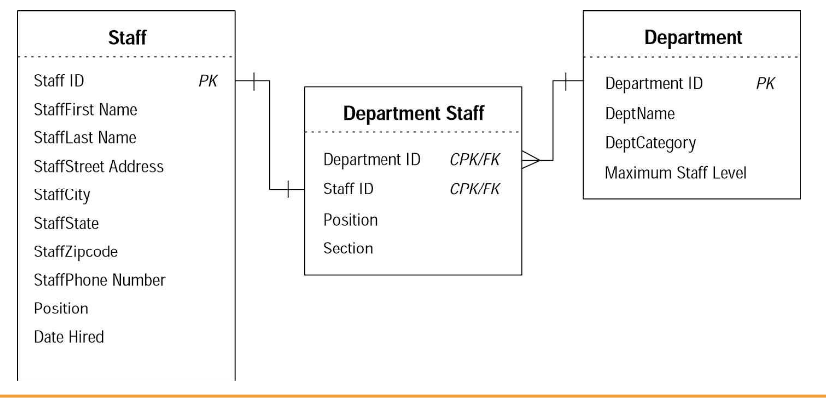 Staff
Staff ID PK
StaffFirst Name
StaffLast Name
StaffStreet Address
StaffCity
StaffState
StaffZipcode
StaffPhone Number
Position
Date Hired
Department Staff
Department ID CPK/FK
Staff ID CPK/FK
Position
Section
Department
Department ID PK
DeptName
DeptCategory
Maximum Staff Level